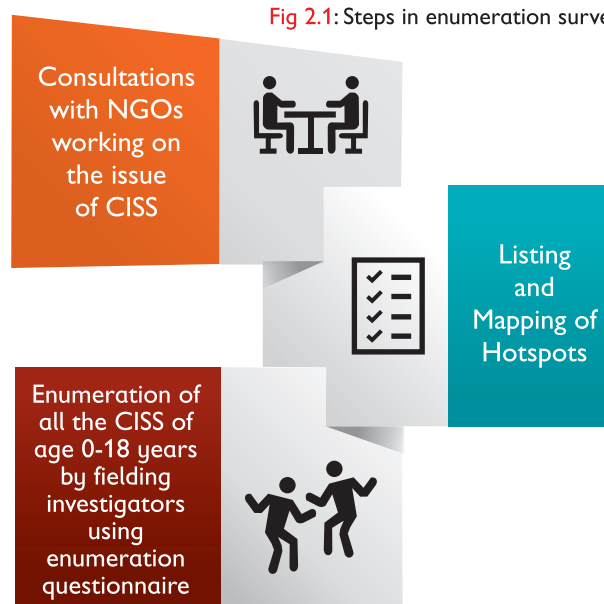 Fig 2.1: Steps in enumeration
Consultations
with NGOs
working on
the issue
of CISS
Listing
and
Mapping of
Hotspots
Enumeration of
all the CISS of
age 0-18 years
by fielding
investigators
using
enumeration
questionnaire